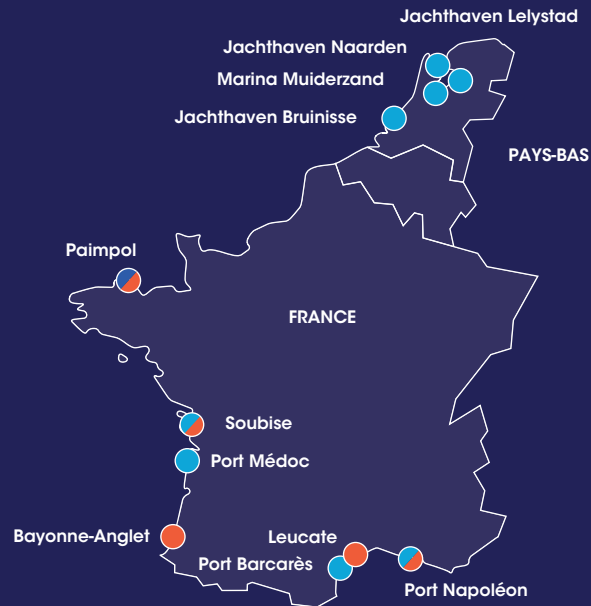 Jachthaven Lelystad
Jachthaven Naarden
Marina Muiderzand
Jachthaven Bruinisse
PAYS-BAS
Paimpol
FRANCE
Soubise
Port Médoc
Bayonne-Anglet
Leucate
Port Barcarès
Port Napoléon